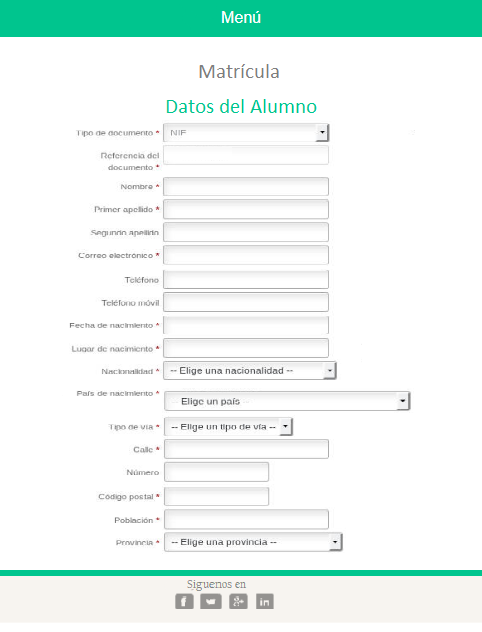 Menú
Matrícula
Datos del Alumno
Tipo de documento * NIF
Referencia del
documento *
Nombre *
Primer apellido *
Segundo apellido
Correo electrónico *
Teléfono
Teléfono móvil
Fecha de nacimiento *
Lugar de nacimiento *
Nacionalidad * -- Elige una nacionalidad --
País de nacimiento * Elige un país
Tipo de vía * -- Elige un tipo de vía --
Calle *
Número
Código postal *
Población *
Provincia * -- Elige una provincia --
Síguenos en
f g+ in